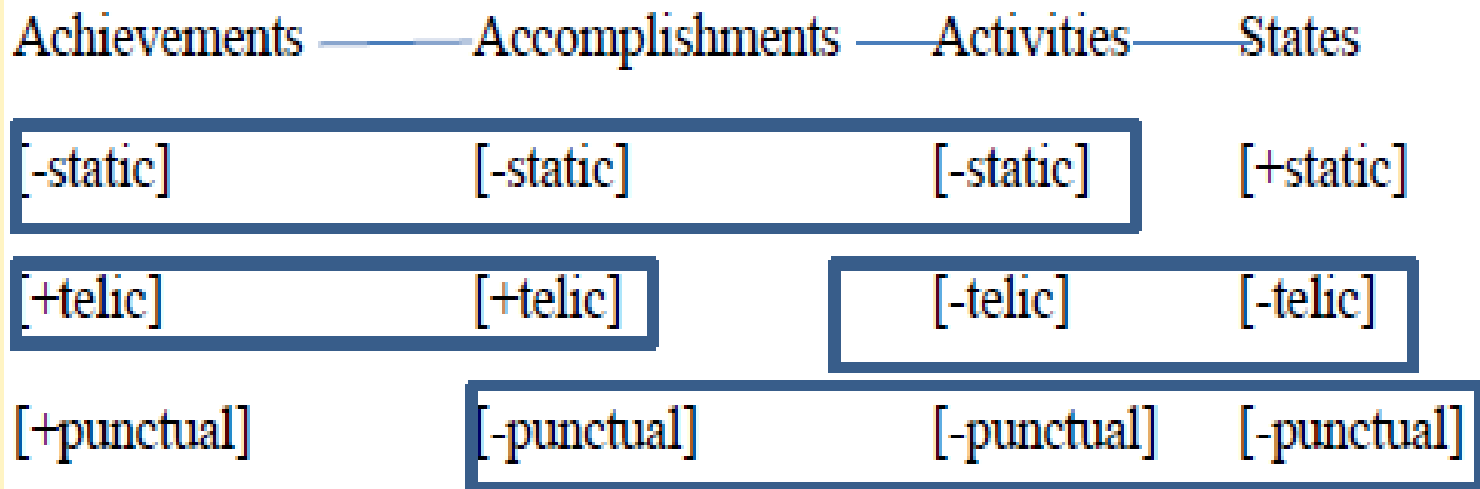 Achievements Accomplishments Activities States
[-static] [-static] [-static] [+static]
[+telic] [+telic] [-telic] [-telic]
[+punctual] [-punctual] [-punctual] [-punctual]